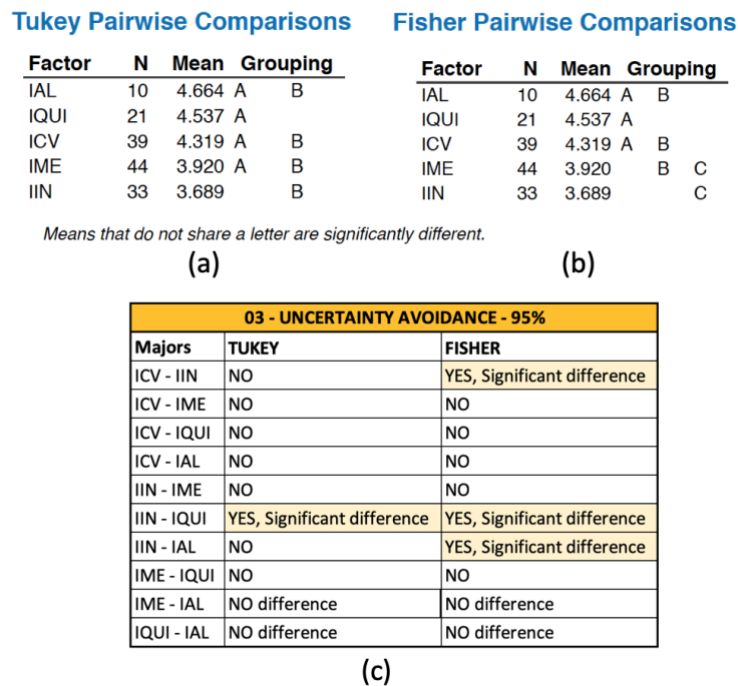 Tukey Pairwise Comparisons
Factor N Mean Grouping
IAL 10 4.664 A B
IQUI 21 4.537 A
ICV 39 4.319 A B
IME 44 3.920 A B
IIN 33 3.689 B
Fisher Pairwise Comparisons
Factor N Mean Grouping
IAL 10 4.664 A B
IQUI 21 4.537 A
ICV 39 4.319 A B
IME 44 3.920 B C
IIN 33 3.689 C
Means that do not share a letter are significantly different.
(a)
(b)
03 - UNCERTAINTY AVOIDANCE - 95%
Majors TUKEY FISHER
ICV - IIN NO YES, Significant difference
ICV - IME NO NO
ICV - IQUI NO NO
ICV - IAL NO NO
IIN - IME NO NO
IIN - IQUI YES, Significant difference YES, Significant difference
IIN - IAL NO YES, Significant difference
IME - IQUI NO NO
IME - IAL NO difference NO difference
IQUI - IAL NO difference NO difference
(c)